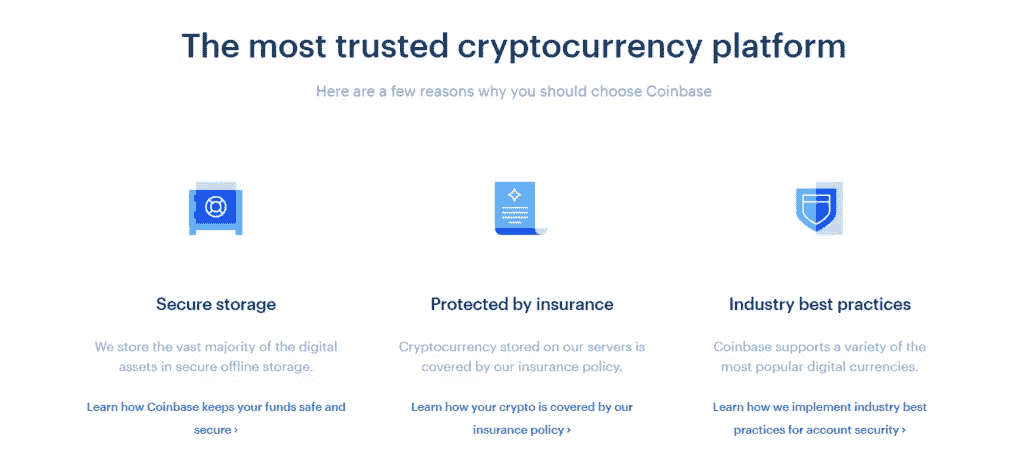 The most trusted cryptocurrency platform
Here are a few reasons why you should choose Coinbase
Secure storage
We store the vast majority of the digital
assets in secure offline storage.
Learn how Coinbase keeps your funds safe and
secure ›
Protected by insurance
Cryptocurrency stored on our servers is
covered by our insurance policy.
Learn how your crypto is covered by our
insurance policy ›
Industry best practices
Coinbase supports a variety of the
most popular digital currencies.
Learn how we implement industry best
practices for account security ›